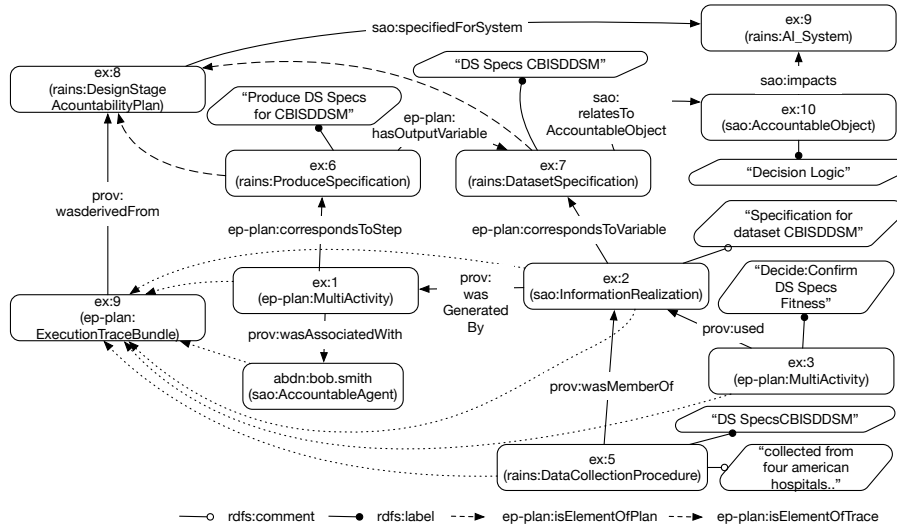 sao:specifiedForSystem
ex:9
(rains:AI_System)
ex:8
(rains:DesignStage
AcountabilityPlan)
“DS Specs CBISDDSM”
sao:impacts
“Produce DS Specs
for CBISDDSM”
ep-plan:
hasOutputVariable
sao:
relatesTo
AccountableObject
ex:10
(sao:AccountableObject)
ex:6
(rains:ProduceSpecification)
ex:7
(rains:DatasetSpecification)
“Decision Logic”
prov:
wasderivedFrom
ep-plan:correspondsToStep
ep-plan:correspondsToVariable
“Specification for
dataset CBISDDSM”
ex:1
(ep-plan:MultiActivity)
prov:
was
Generated
By
ex:2
(sao:InformationRealization)
“Decide:Confirm
DS Specs
Fitness”
ex:9
(ep-plan:
ExecutionTraceBundle)
prov:wasAssociatedWith
prov:used
ex:3
(ep-plan:MultiActivity)
abdn:bob.smith
(sao:AccountableAgent)
prov:wasMemberOf
“DS SpecsCBISDDSM”
ex:5
(rains:DataCollectionProcedure)
“collected from
four american
hospitals..”
rdfs:comment
rdfs:label
ep-plan:isElementOfPlan
ep-plan:isElementOfTrace